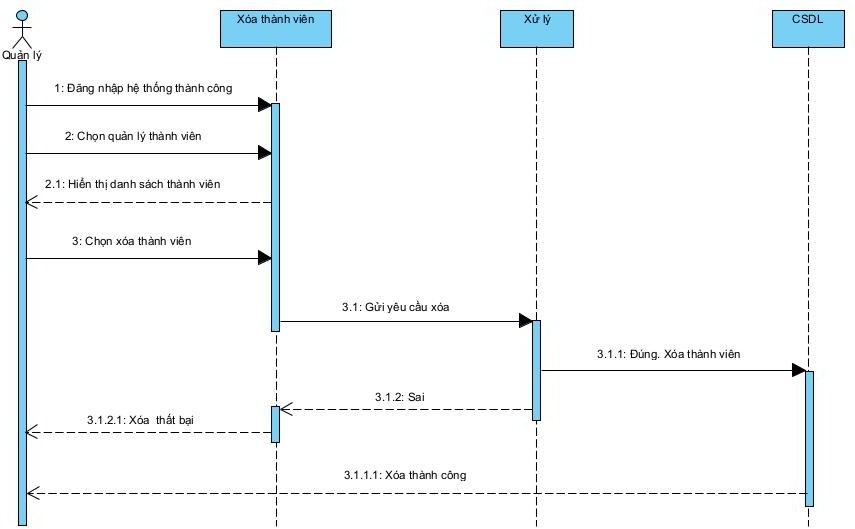 Xóa thành viên
Xử lý
CSDL
Quản lý
1: Đăng nhập hệ thống thành công
2: Chọn quản lý thành viên
2.1: Hiển thị danh sách thành viên
3: Chọn xóa thành viên
3.1: Gửi yêu cầu xóa
3.1.1: Đúng. Xóa thành viên
3.1.2: Sai
3.1.2.1: Xóa thất bại
3.1.1.1: Xóa thành công